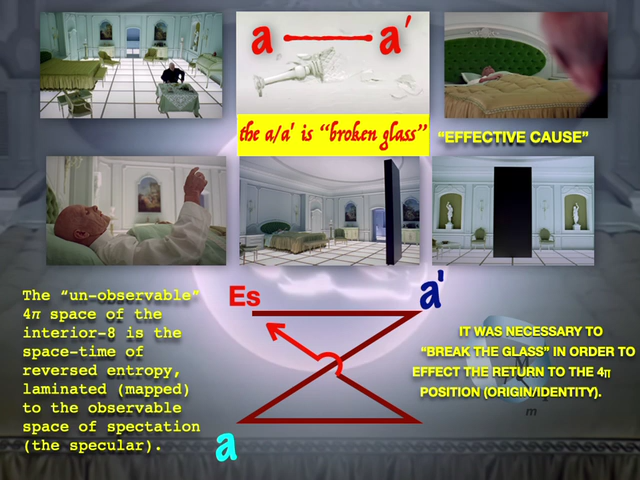 a a'
the a/a' is "broken glass"
"EFFECTIVE CAUSE"
The "un-observable"
4π space of the
interior-8 is the
space-time of
reversed entropy,
laminated (mapped)
to the observable
space of spectation
(the specular).
Es
a'
a
IT WAS NECESSARY TO
"BREAK THE GLASS" IN ORDER TO
EFFECT THE RETURN TO THE 4π
POSITION (ORIGIN/IDENTITY).
m